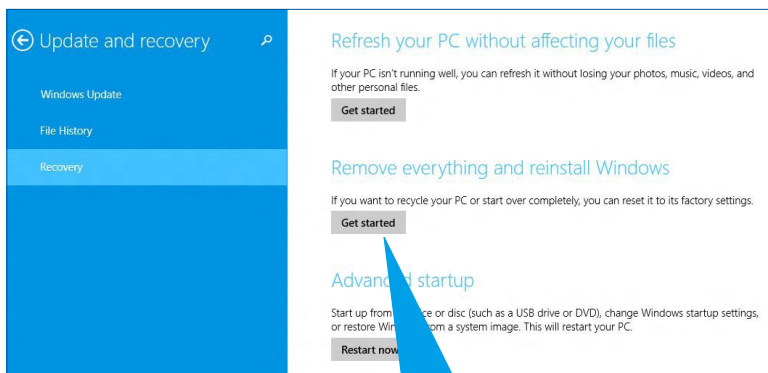 Update and recovery
Windows Update
File History
Recovery
Refresh your PC without affecting your files
If your PC isn't running well, you can refresh it without losing your photos, music, videos, and
other personal files.
Get started
Remove everything and reinstall Windows
If you want to recycle your PC or start over completely, you can reset it to its factory settings.
Get started
startup
Start up from or disc (such as a USB drive or DVD), change Windows startup settings,
or restore from a system image. This will restart your PC.
Restart now